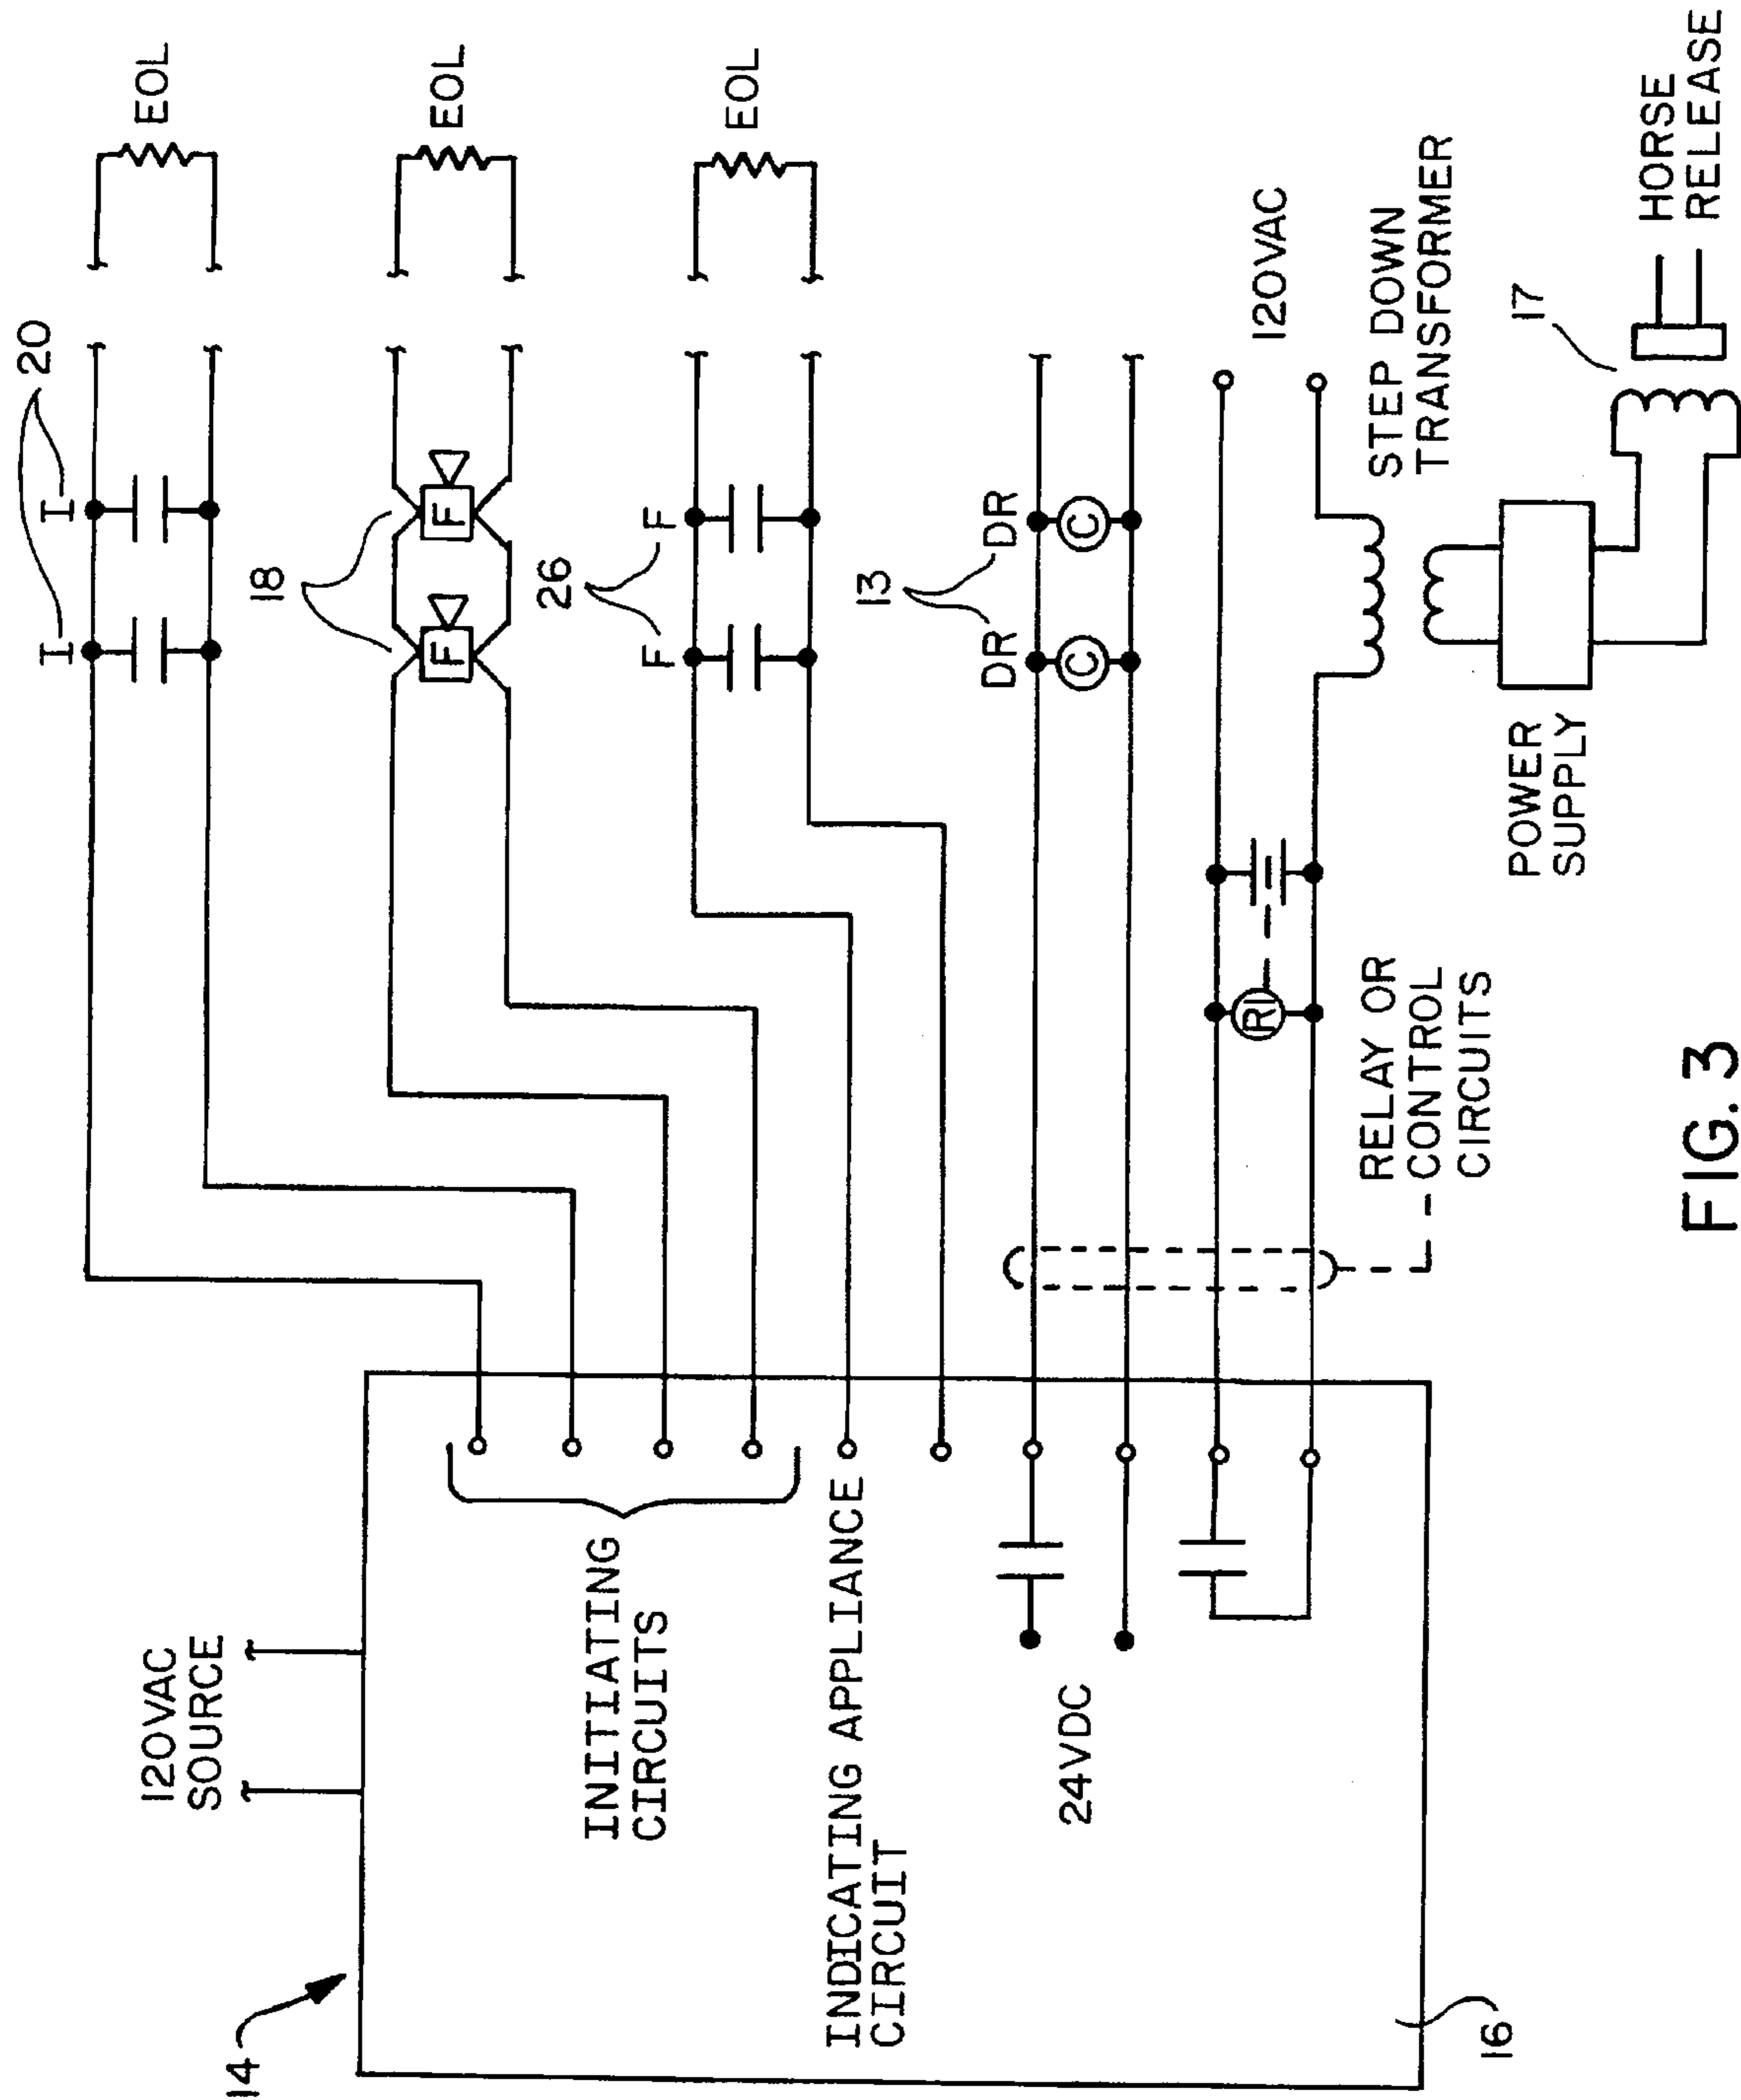 14
120VAC
SOURCE
INITIATING
CIRCUITS
INDICATING APPLIANCE
CIRCUIT
24VDC
16
I I 20
EOL
18
F F
EOL
26
F F
EOL
13
DR DR
C C
R1
120VAC
RELAY OR
CONTROL
CIRCUITS
STEP DOWN
TRANSFORMER
POWER
SUPPLY
17
HORSE
RELEASE
FIG. 3